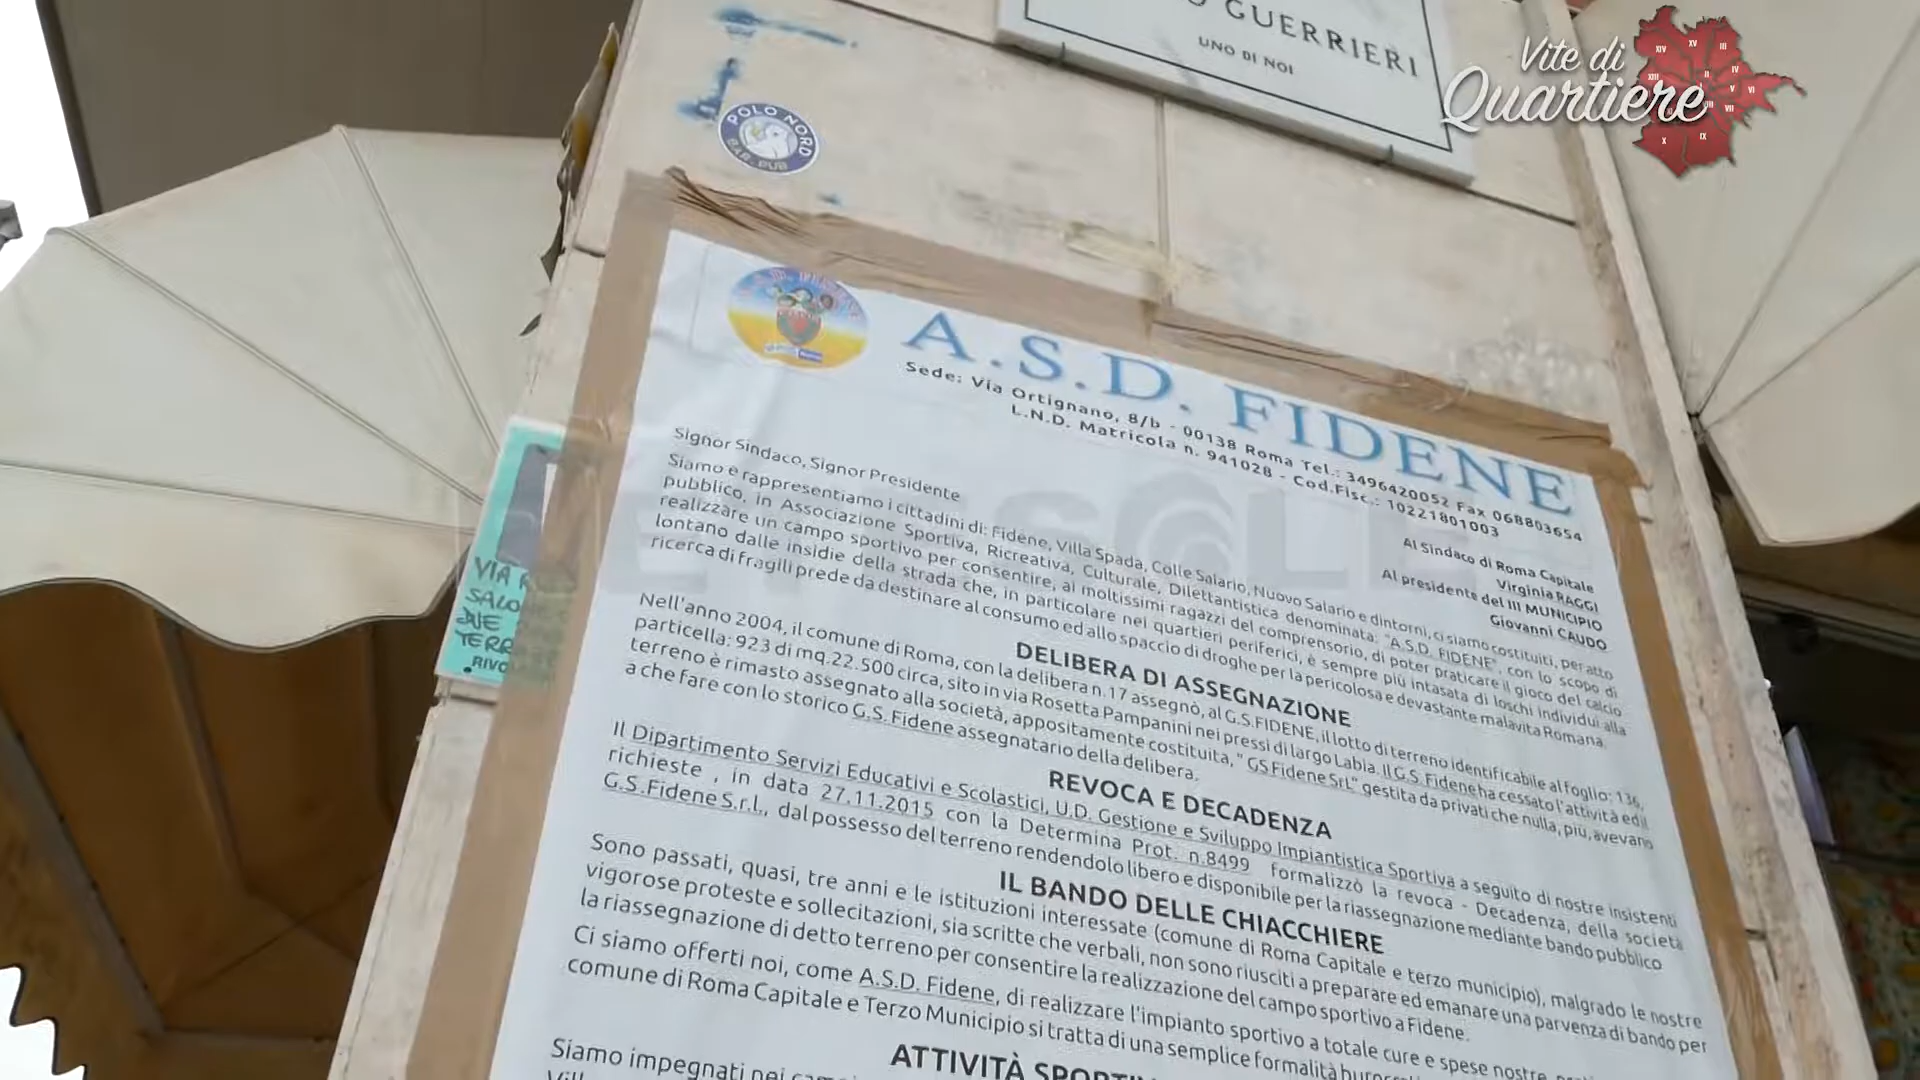 GUERRIERI
UNO DI NOI
Vite di
Quartiere
XIV XV III
XIII II IV
V VI
VII
IX
X
POLO NORD
BAR - PUB
A.S.D. FIDENE
Sede: Via Ortignano, 8/b - 00138 Roma Tel.: 3496420052 Fax 068803654
L.N.D. Matricola n. 941028 - Cod.Fisc.: 10221801003
Al Sindaco di Roma Capitale
Virginia RAGGI
Al presidente del III MUNICIPIO
Giovanni CAUDO
Signor Sindaco, Signor Presidente
Siamo e rappresentiamo i cittadini di: Fidene, Villa Spada, Colle Salario, Nuovo Salario e dintorni, ci siamo costituiti, per atto
pubblico, in Associazione Sportiva, Ricreativa, Culturale, Dilettantistica denominata: "A.S.D. FIDENE", con lo scopo di
realizzare un campo sportivo per consentire, ai moltissimi ragazzi del comprensorio, di poter praticare il gioco del calcio
lontano dalle insidie della strada che, in particolare nei quartieri periferici, è sempre più intasata di loschi individui alla
ricerca di fragili prede da destinare al consumo ed allo spaccio di droghe per la pericolosa e devastante malavita Romana.
DELIBERA DI ASSEGNAZIONE
Nell'anno 2004, il comune di Roma, con la delibera n.17 assegnò, al G.S.FIDENE, il lotto di terreno identificabile al foglio: 136,
particella: 923 di mq.22.500 circa, sito in via Rosetta Pampanini nei pressi di largo Labia. Il G.S. Fidene ha cessato l'attività ed il
terreno è rimasto assegnato alla società, appositamente costituita, " GS Fidene SrL" gestita da privati che nulla, più, avevano
a che fare con lo storico G.S. Fidene assegnatario della delibera.
REVOCA E DECADENZA
Il Dipartimento Servizi Educativi e Scolastici, U.D. Gestione e Sviluppo Impiantistica Sportiva a seguito di nostre insistenti
richieste , in data 27.11.2015 con la Determina Prot. n.8499 formalizzò la revoca - Decadenza, della società
G.S.Fidene S.r.l., dal possesso del terreno rendendolo libero e disponibile per la riassegnazione mediante bando pubblico
IL BANDO DELLE CHIACCHIERE
Sono passati, quasi, tre anni e le istituzioni interessate (comune di Roma Capitale e terzo municipio), malgrado le nostre
vigorose proteste e sollecitazioni, sia scritte che verbali, non sono riusciti a preparare ed emanare una parvenza di bando per
la riassegnazione di detto terreno per consentire la realizzazione del campo sportivo a Fidene.
Ci siamo offerti noi, come A.S.D. Fidene, di realizzare l'impianto sportivo a totale cure e spese nostre
comune di Roma Capitale e Terzo Municipio si tratta di una semplice formalità
ATTIVITÀ
Siamo impegnati nei
VIA
SALO
DUE
TERR
RIVO